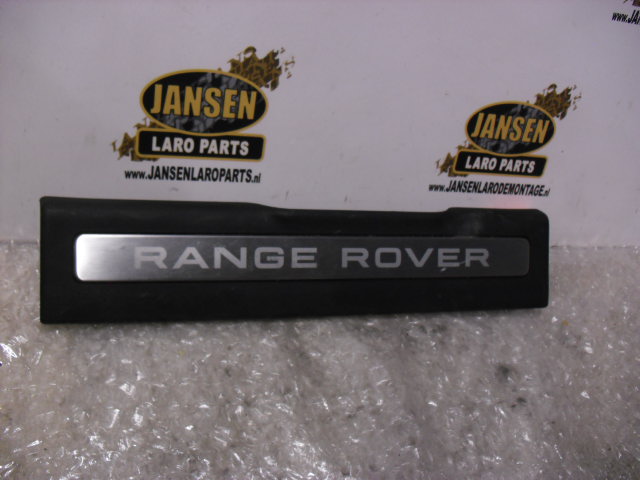 JANSEN
LARO PARTS
WWW.JANSENLAROPARTS.nl
JANSEN
LARO PARTS
WWW.JANSENLARODEMONTAGE.nl
RANGE ROVER